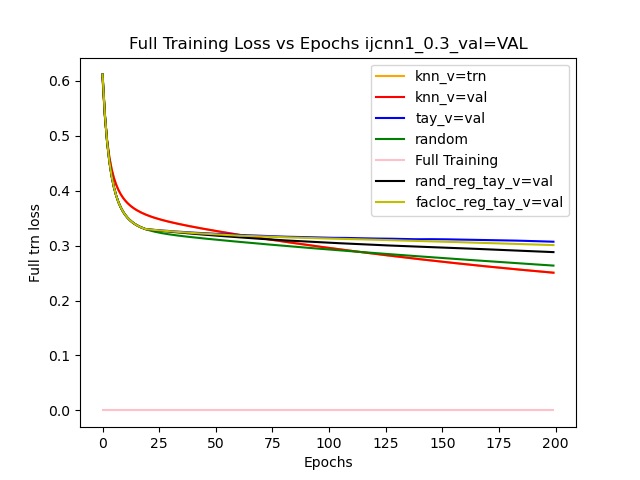 Full Training Loss vs Epochs ijcnn1_0.3_val=VAL
knn_v=trn
knn_v=val
tay_v=val
random
Full Training
rand_reg_tay_v=val
facloc_reg_tay_v=val
Full trn loss
0.6
0.5
0.4
0.3
0.2
0.1
0.0
0 25 50 75 100 125 150 175 200
Epochs